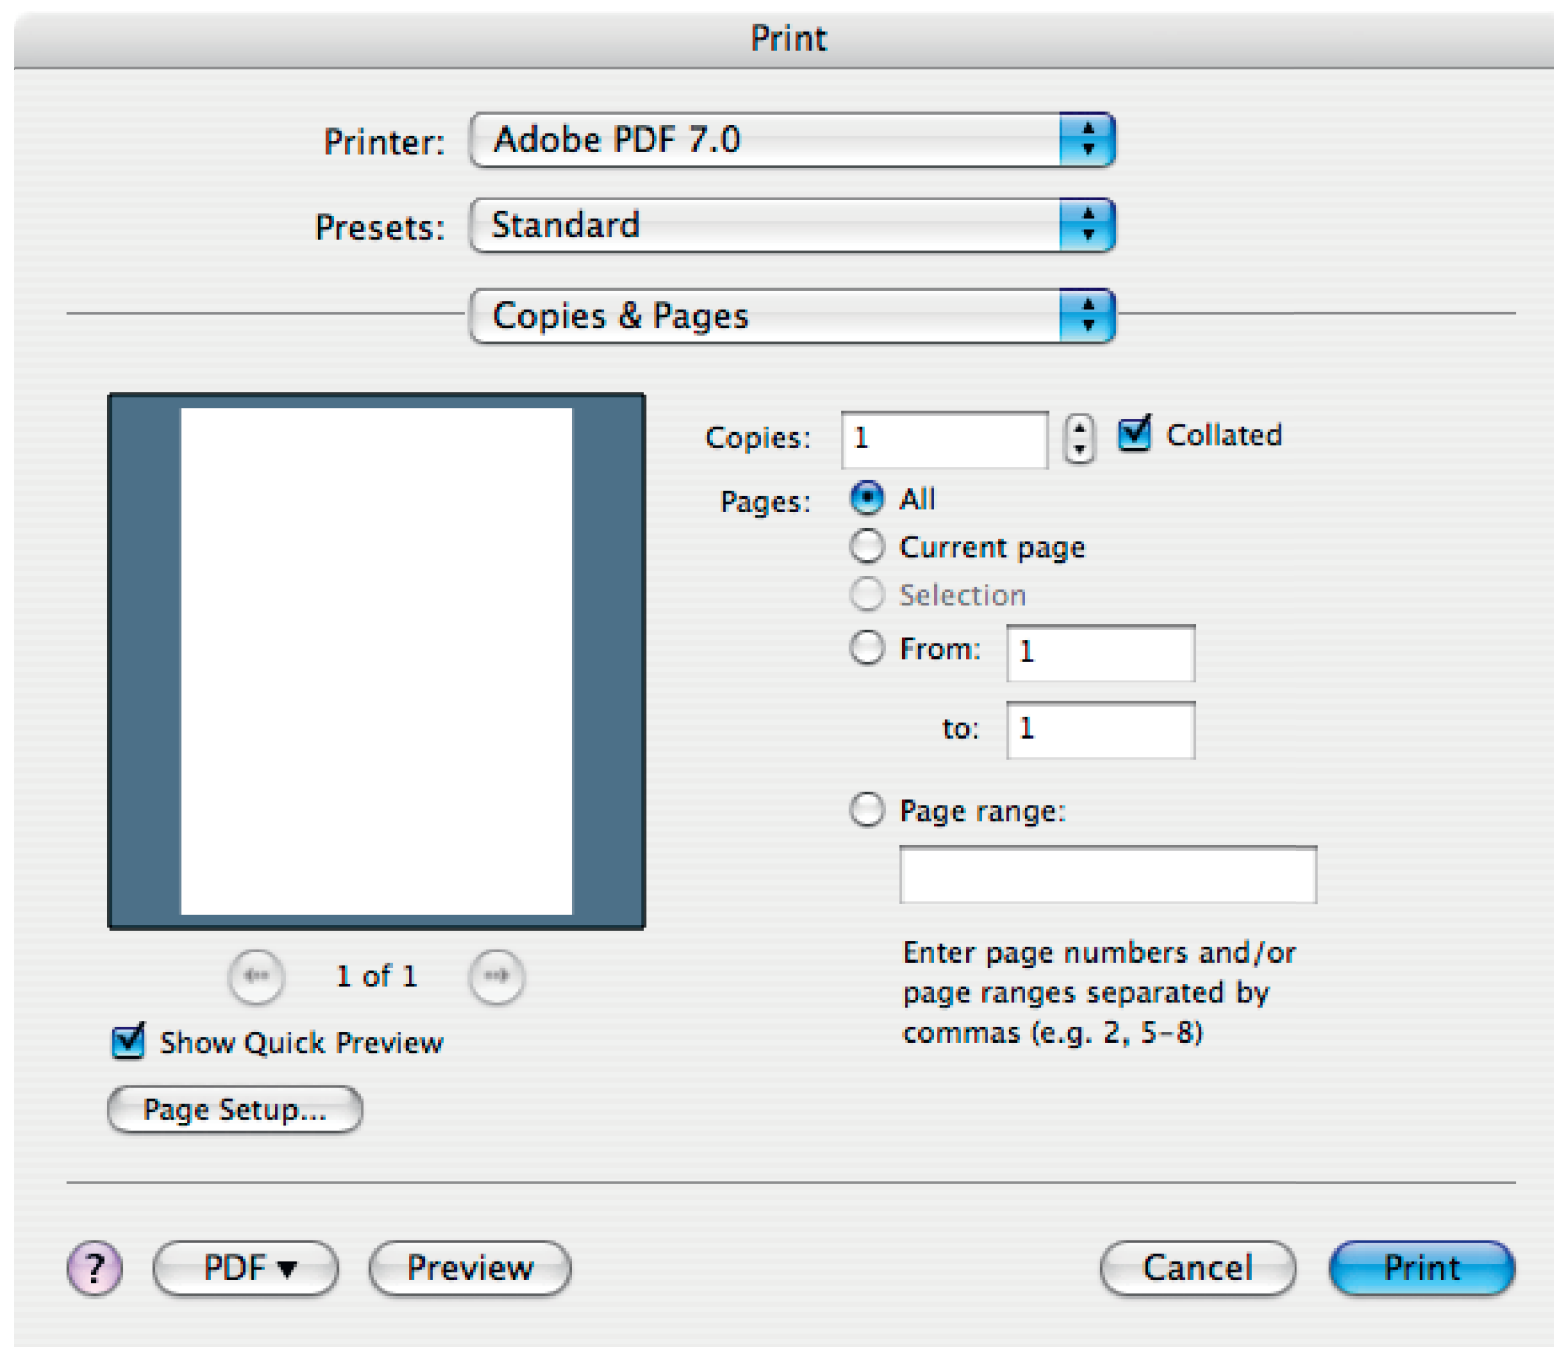 Print
Printer: Adobe PDF 7.0
Presets: Standard
Copies & Pages
Copies: 1 Collated
Pages: All
Current page
Selection
From: 1
to: 1
Page range:
Enter page numbers and/or
page ranges separated by
commas (e.g. 2, 5–8)
1 of 1
Show Quick Preview
Page Setup...
? PDF▼ Preview Cancel Print